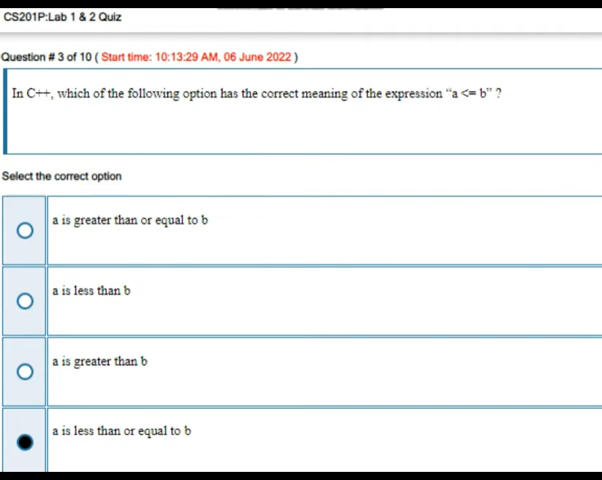 CS201P:Lab 1 & 2 Quiz
Question # 3 of 10 ( Start time: 10:13:29 AM, 06 June 2022 )
In C++, which of the following option has the correct meaning of the expression “a <= b” ?
Select the correct option
a is greater than or equal to b
a is less than b
a is greater than b
a is less than or equal to b